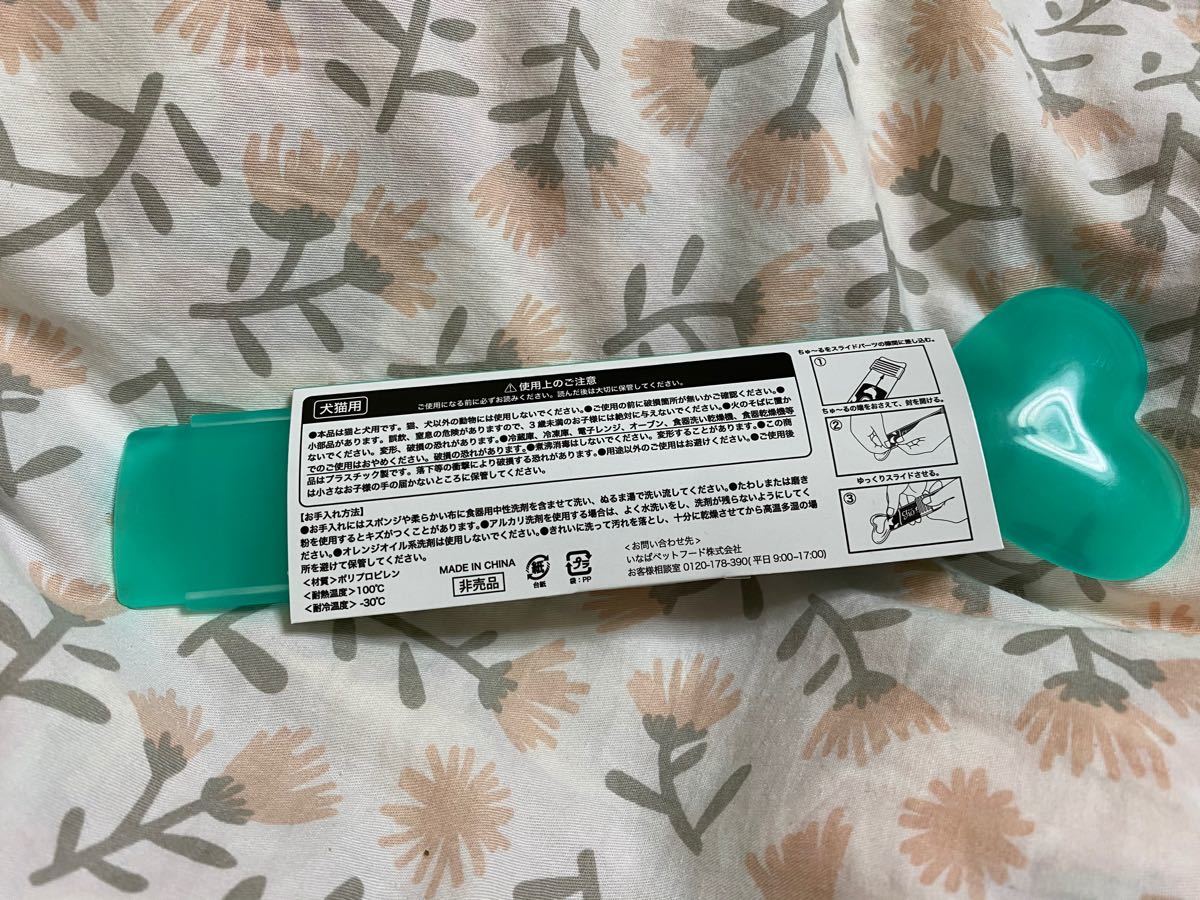 ⚠使用上のご注意
犬猫用
ご使用になる前に必ずお読みください。読んだ後は大切に保管してください。
●本品は猫と犬用です。猫、犬以外の動物には使用しないでください。●ご使用の前に破損箇所が無いかご確認ください。●
小部品があります。誤飲、窒息の危険がありますので、3歳未満のお子様には絶対に与えないでください。●火のそばに置か
ないでください。変形、破損の恐れがあります。●冷蔵庫、冷凍庫、電子レンジ、オーブン、食器洗い乾燥機、食器乾燥機等
でのご使用はおやめください。破損の恐れがあります。●煮沸消毒はしないでください。変形することがあります。●この商
品はプラスチック製です。落下等の衝撃により破損する恐れがあります。●用途以外のご使用はお避けください。●ご使用後
は小さなお子様の手の届かないところに保管してください。
【お手入れ方法】
●お手入れにはスポンジや柔らかい布に食器用中性洗剤を含ませて洗い、ぬるま湯で洗い流してください。●たわしまたは磨き
粉を使用するとキズがつくことがあります。●アルカリ洗剤を使用する場合は、よく水洗いをし、洗剤が残らないようにしてく
ださい。●オレンジオイル系洗剤は使用しないでください。●きれいに洗って汚れを落とし、十分に乾燥させてから高温多湿の場
所を避けて保管してください。
<材質>ポリプロピレン
<耐熱温度>100℃
<耐冷温度> -30℃
MADE IN CHINA
非売品
紙
台紙
プラ
袋:PP
<お問い合わせ先>
いなばペットフード株式会社
お客様相談室 0120-178-390(平日 9:00-17:00)
ちゅ〜るをスライドパーツの隙間に差し込む。
①
ちゅ〜るの端をおさえて、封を開ける。
②
ゆっくりスライドさせる。
③